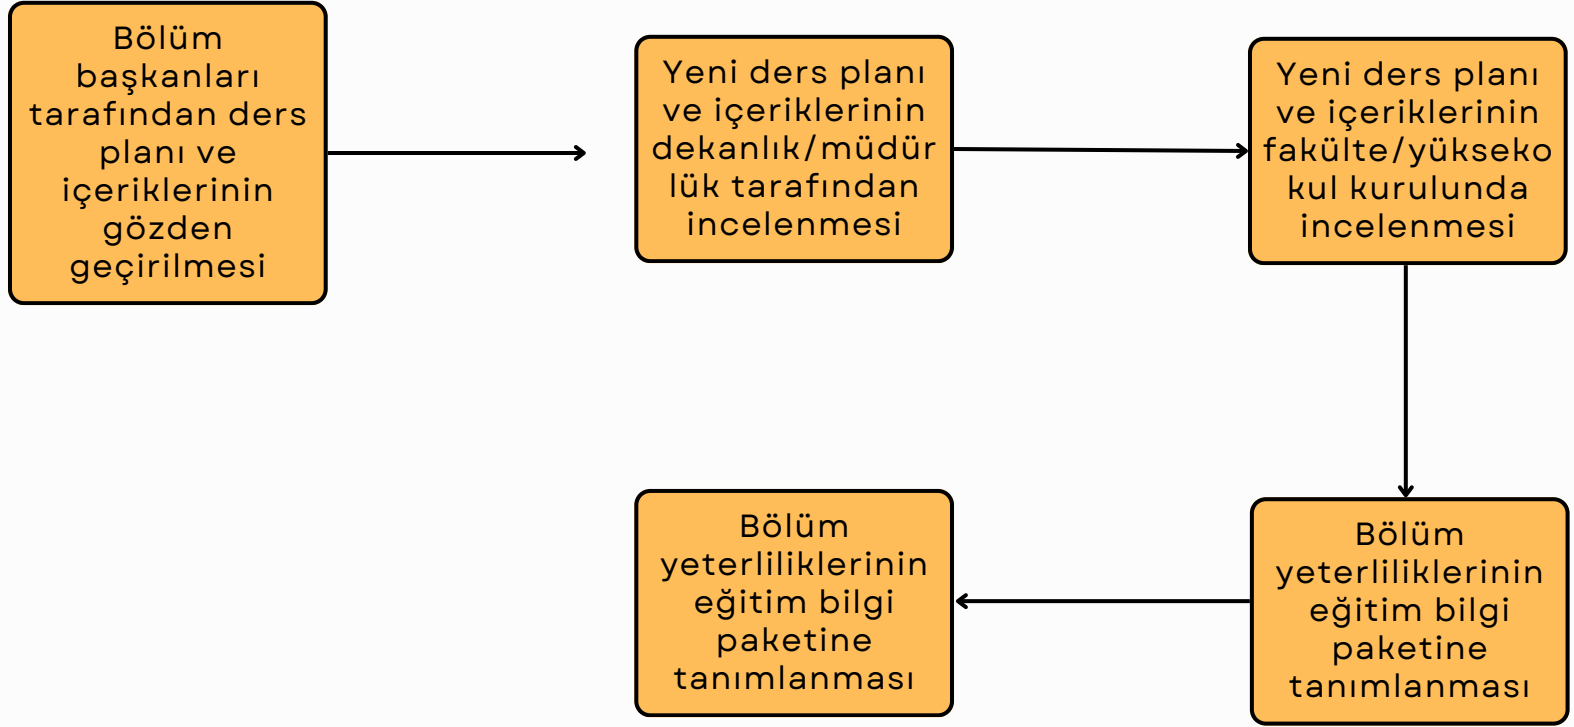 Bölüm
başkanları
tarafından ders
planı ve
içeriklerinin
gözden
geçirilmesi
Yeni ders planı
ve içeriklerinin
dekanlık/müdür
lük tarafından
incelenmesi
Yeni ders planı
ve içeriklerinin
fakülte/yükseko
kul kurulunda
incelenmesi
Bölüm
yeterliliklerinin
eğitim bilgi
paketine
tanımlanması
Bölüm
yeterliliklerinin
eğitim bilgi
paketine
tanımlanması